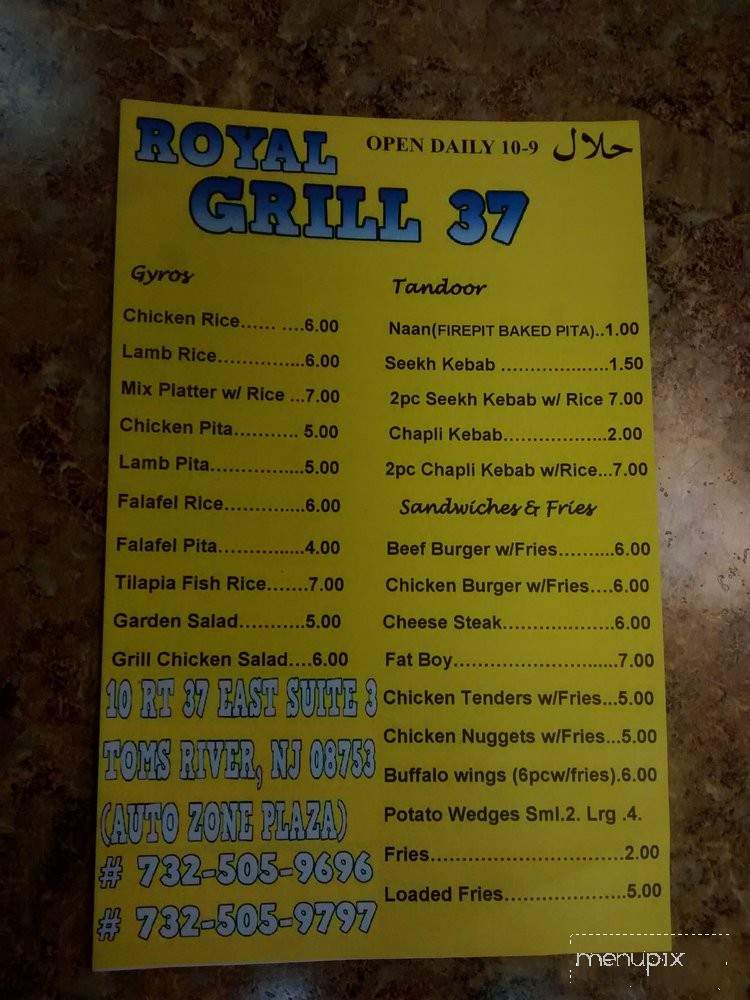 ROYAL
GRILL 37
OPEN DAILY 10-9
حلال
Gyros
Chicken Rice...... ....6.00
Lamb Rice..............6.00
Mix Platter w/ Rice ...7.00
Chicken Pita........... 5.00
Lamb Pita...............5.00
Falafel Rice.............6.00
Falafel Pita..............4.00
Tilapia Fish Rice.......7.00
Garden Salad...........5.00
Grill Chicken Salad....6.00
10 RT 37 EAST SUITE 3
TOMS RIVER, NJ 08753
(AUTO ZONE PLAZA)
# 732-505-9696
# 732-505-9797
Tandoor
Naan(FIREPIT BAKED PITA)..1.00
Seekh Kebab ..................1.50
2pc Seekh Kebab w/ Rice 7.00
Chapli Kebab..................2.00
2pc Chapli Kebab w/Rice...7.00
Sandwiches & Fries
Beef Burger w/Fries..........6.00
Chicken Burger w/Fries....6.00
Cheese Steak...................6.00
Fat Boy............................7.00
Chicken Tenders w/Fries...5.00
Chicken Nuggets w/Fries...5.00
Buffalo wings (6pcw/fries).6.00
Potato Wedges Sml.2. Lrg .4.
Fries.................................2.00
Loaded Fries.....................5.00
menupix